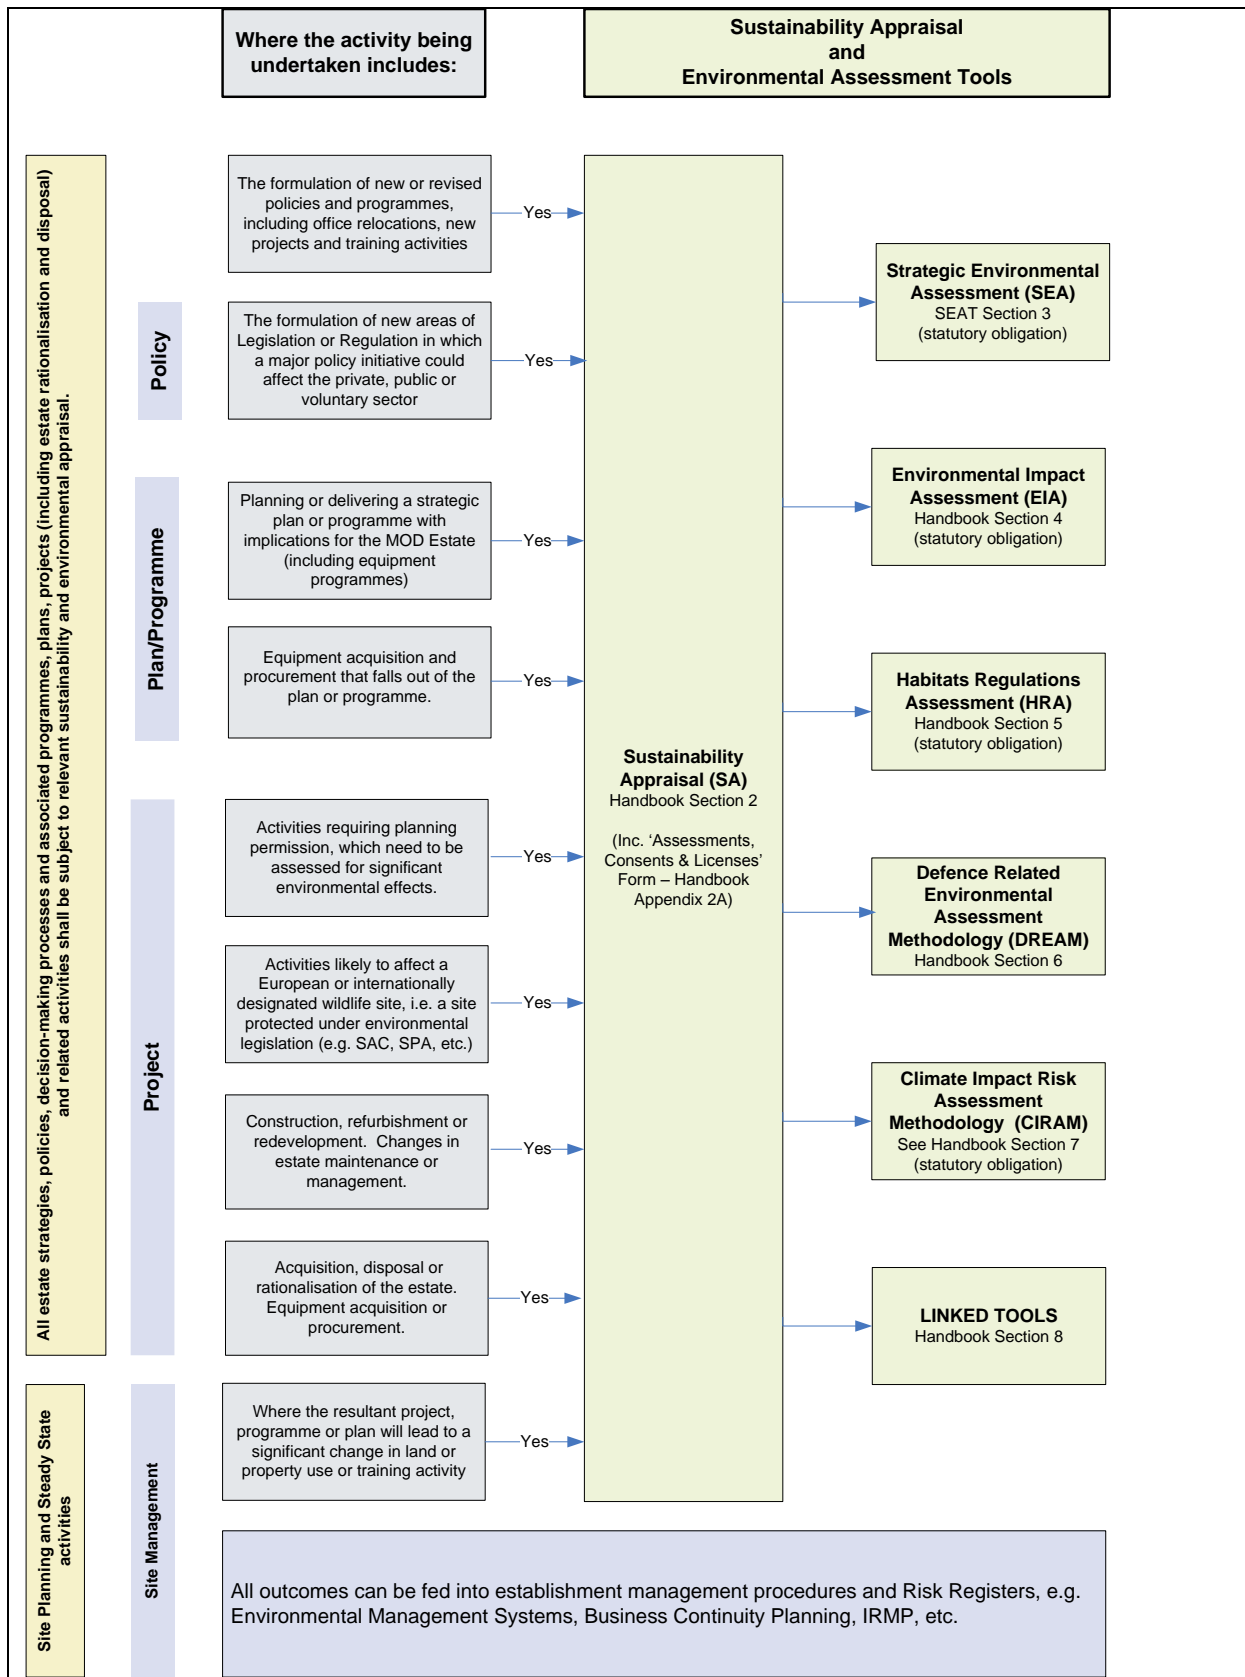 Where the activity being
undertaken includes:
Sustainability Appraisal
and
Environmental Assessment Tools
All estate strategies, policies, decision-making processes and associated programmes, plans, projects (including estate rationalisation and disposal)
and related activities shall be subject to relevant sustainability and environmental appraisal.
Policy
The formulation of new or revised
policies and programmes,
including office relocations, new
projects and training activities
Yes
The formulation of new areas of
Legislation or Regulation in which
a major policy initiative could
affect the private, public or
voluntary sector
Yes
Plan/Programme
Planning or delivering a strategic
plan or programme with
implications for the MOD Estate
(including equipment
programmes)
Yes
Equipment acquisition and
procurement that falls out of the
plan or programme.
Yes
Project
Activities requiring planning
permission, which need to be
assessed for significant
environmental effects.
Yes
Activities likely to affect a
European or internationally
designated wildlife site, i.e. a site
protected under environmental
legislation (e.g. SAC, SPA, etc.)
Yes
Construction, refurbishment or
redevelopment. Changes in
estate maintenance or
management.
Yes
Acquisition, disposal or
rationalisation of the estate.
Equipment acquisition or
procurement.
Yes
Site Planning and Steady State
activities
Site Management
Where the resultant project,
programme or plan will lead to a
significant change in land or
property use or training activity
Yes
Sustainability
Appraisal (SA)
Handbook Section 2
(Inc. ‘Assessments,
Consents & Licenses’
Form – Handbook
Appendix 2A)
Strategic Environmental
Assessment (SEA)
SEAT Section 3
(statutory obligation)
Environmental Impact
Assessment (EIA)
Handbook Section 4
(statutory obligation)
Habitats Regulations
Assessment (HRA)
Handbook Section 5
(statutory obligation)
Defence Related
Environmental
Assessment
Methodology (DREAM)
Handbook Section 6
Climate Impact Risk
Assessment
Methodology (CIRAM)
See Handbook Section 7
(statutory obligation)
LINKED TOOLS
Handbook Section 8
All outcomes can be fed into establishment management procedures and Risk Registers, e.g.
Environmental Management Systems, Business Continuity Planning, IRMP, etc.